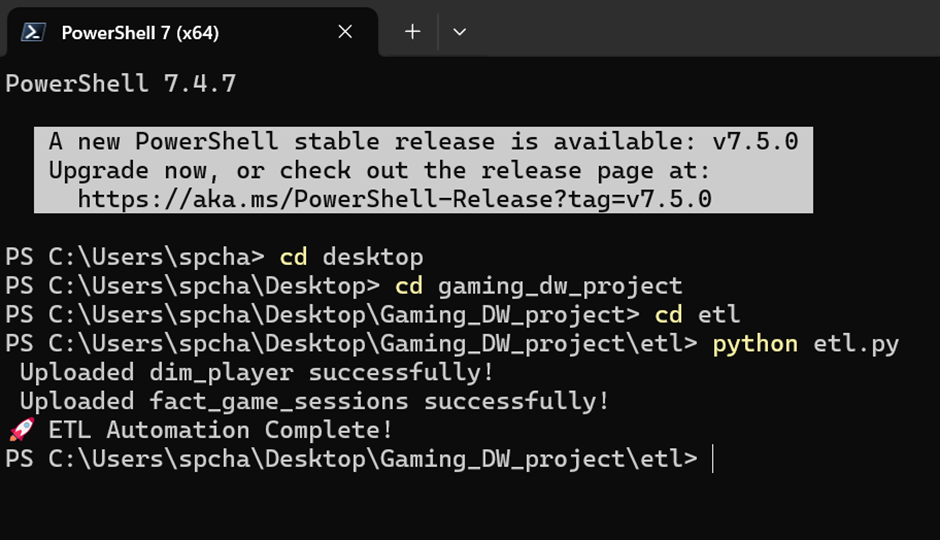 PowerShell 7 (x64)
PowerShell 7.4.7
A new PowerShell stable release is available: v7.5.0
Upgrade now, or check out the release page at:
https://aka.ms/PowerShell-Release?tag=v7.5.0
PS C:\Users\spcha> cd desktop
PS C:\Users\spcha\Desktop> cd gaming_dw_project
PS C:\Users\spcha\Desktop\Gaming_DW_project> cd etl
PS C:\Users\spcha\Desktop\Gaming_DW_project\etl> python etl.py
Uploaded dim_player successfully!
Uploaded fact_game_sessions successfully!
🚀 ETL Automation Complete!
PS C:\Users\spcha\Desktop\Gaming_DW_project\etl>